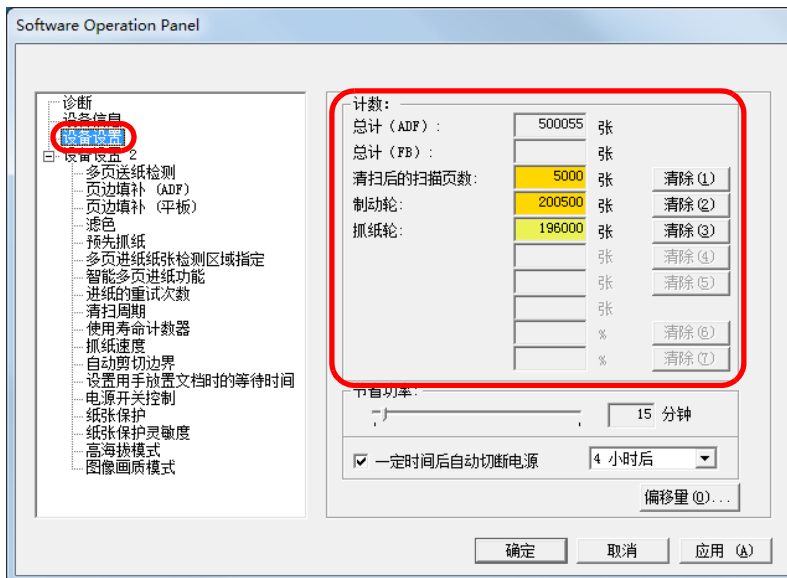 Software Operation Panel
诊断
设备信息
设备设置
设备设置 2
多页送纸检测
页边填补 (ADF)
页边填补 (平板)
滤色
预先抓纸
多页进纸纸张检测区域指定
智能多页进纸功能
进纸的重试次数
清扫周期
使用寿命计数器
抓纸速度
自动剪切边界
设置用手放置文档时的等待时间
电源开关控制
纸张保护
纸张保护灵敏度
高海拔模式
图像画质模式
计数:
总计 (ADF) : 500055 张
总计 (FB) : 张
清扫后的扫描页数: 5000 张 清除(1)
制动轮: 200500 张 清除(2)
抓纸轮: 196000 张 清除(3)
张 清除(4)
张 清除(5)
张
% 清除(6)
% 清除(7)
节省功率:
15 分钟
一定时间后自动切断电源 4 小时后
偏移量(O)...
确定 取消 应用 (A)